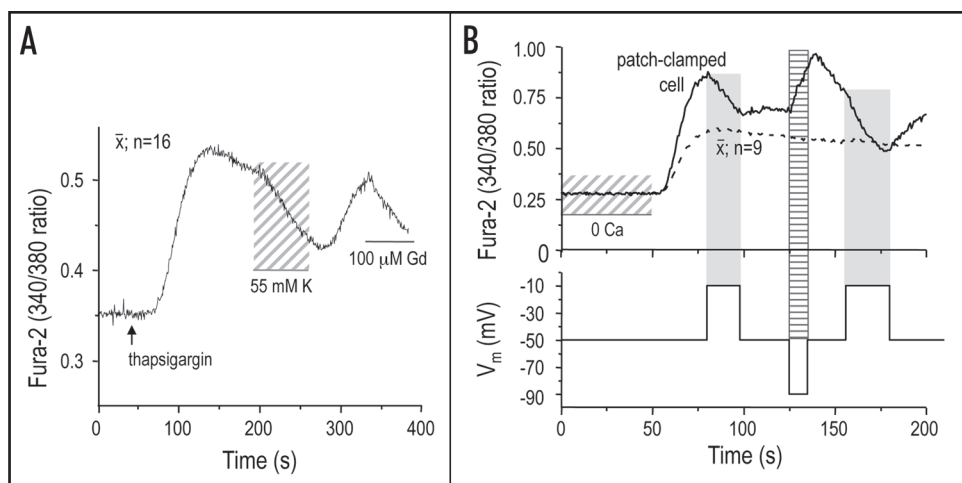 A
Fura-2 (340/380 ratio)
x̄; n=16
0.5
0.4
0.3
thapsigargin
55 mM K
100 μM Gd
0 100 200 300 400
Time (s)
B
Fura-2 (340/380 ratio)
1.00
0.75
0.50
0.25
0
patch-clamped
cell
x̄; n=9
0 Ca
Vm (mV)
-10
-30
-50
-70
-90
0 50 100 150 200
Time (s)